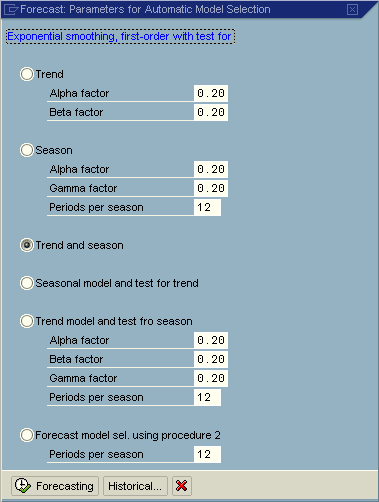 Forecast: Parameters for Automatic Model Selection
Exponential smoothing, first-order with test for
Trend
Alpha factor 0.20
Beta factor 0.20
Season
Alpha factor 0.20
Gamma factor 0.20
Periods per season 12
Trend and season
Seasonal model and test for trend
Trend model and test fro season
Alpha factor 0.20
Beta factor 0.20
Gamma factor 0.20
Periods per season 12
Forecast model sel. using procedure 2
Periods per season 12
Forecasting Historical...